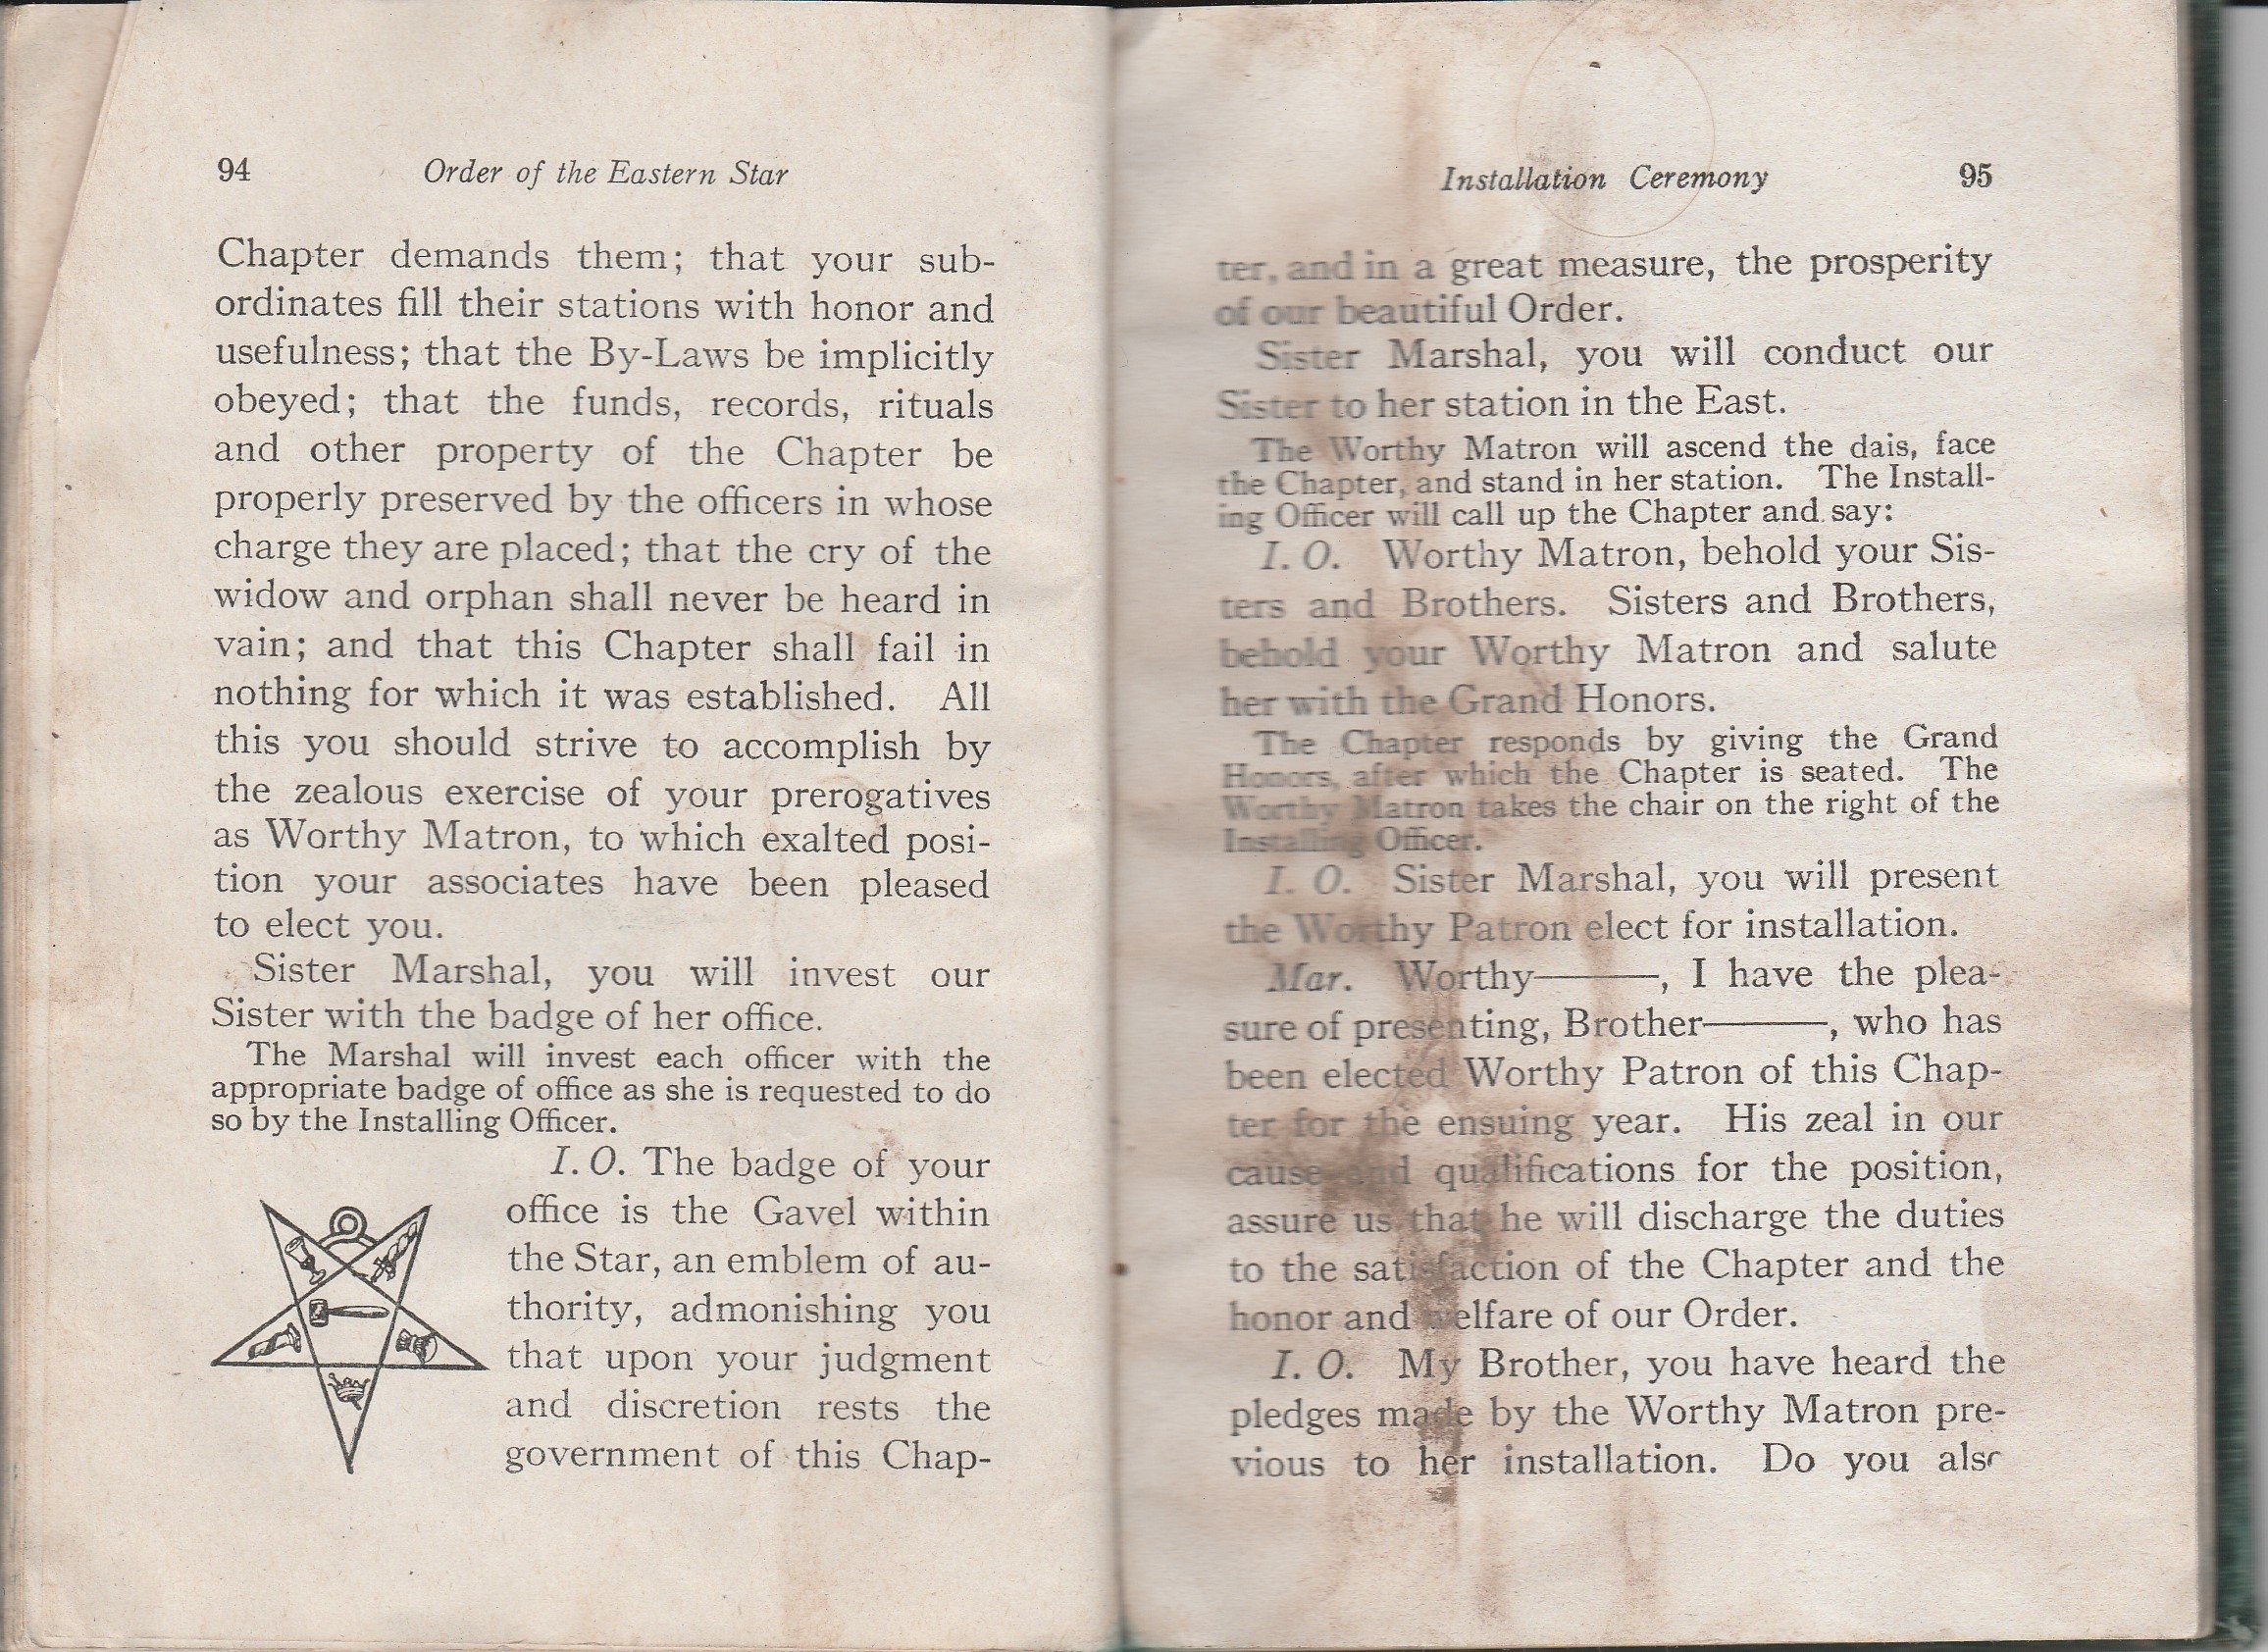 94 Order of the Eastern Star
Chapter demands them; that your sub-
ordinates fill their stations with honor and
usefulness; that the By-Laws be implicitly
obeyed; that the funds, records, rituals
and other property of the Chapter be
properly preserved by the officers in whose
charge they are placed; that the cry of the
widow and orphan shall never be heard in
vain; and that this Chapter shall fail in
nothing for which it was established. All
this you should strive to accomplish by
the zealous exercise of your prerogatives
as Worthy Matron, to which exalted posi-
tion your associates have been pleased
to elect you.
Sister Marshal, you will invest our
Sister with the badge of her office.
The Marshal will invest each officer with the
appropriate badge of office as she is requested to do
so by the Installing Officer.
I. O. The badge of your
office is the Gavel within
the Star, an emblem of au-
thority, admonishing you
that upon your judgment
and discretion rests the
government of this Chap-
Installation Ceremony 95
ter, and in a great measure, the prosperity
of our beautiful Order.
Sister Marshal, you will conduct our
Sister to her station in the East.
The Worthy Matron will ascend the dais, face
the Chapter, and stand in her station. The Install-
ing Officer will call up the Chapter and say:
I. O. Worthy Matron, behold your Sis-
ters and Brothers. Sisters and Brothers,
behold your Worthy Matron and salute
her with the Grand Honors.
The Chapter responds by giving the Grand
Honors, after which the Chapter is seated. The
Worthy Matron takes the chair on the right of the
Installing Officer.
I. O. Sister Marshal, you will present
the Worthy Patron elect for installation.
Mar. Worthy———, I have the plea-
sure of presenting, Brother———, who has
been elected Worthy Patron of this Chap-
ter for the ensuing year. His zeal in our
cause and qualifications for the position,
assure us that he will discharge the duties
to the satisfaction of the Chapter and the
honor and welfare of our Order.
I. O. My Brother, you have heard the
pledges made by the Worthy Matron pre-
vious to her installation. Do you also